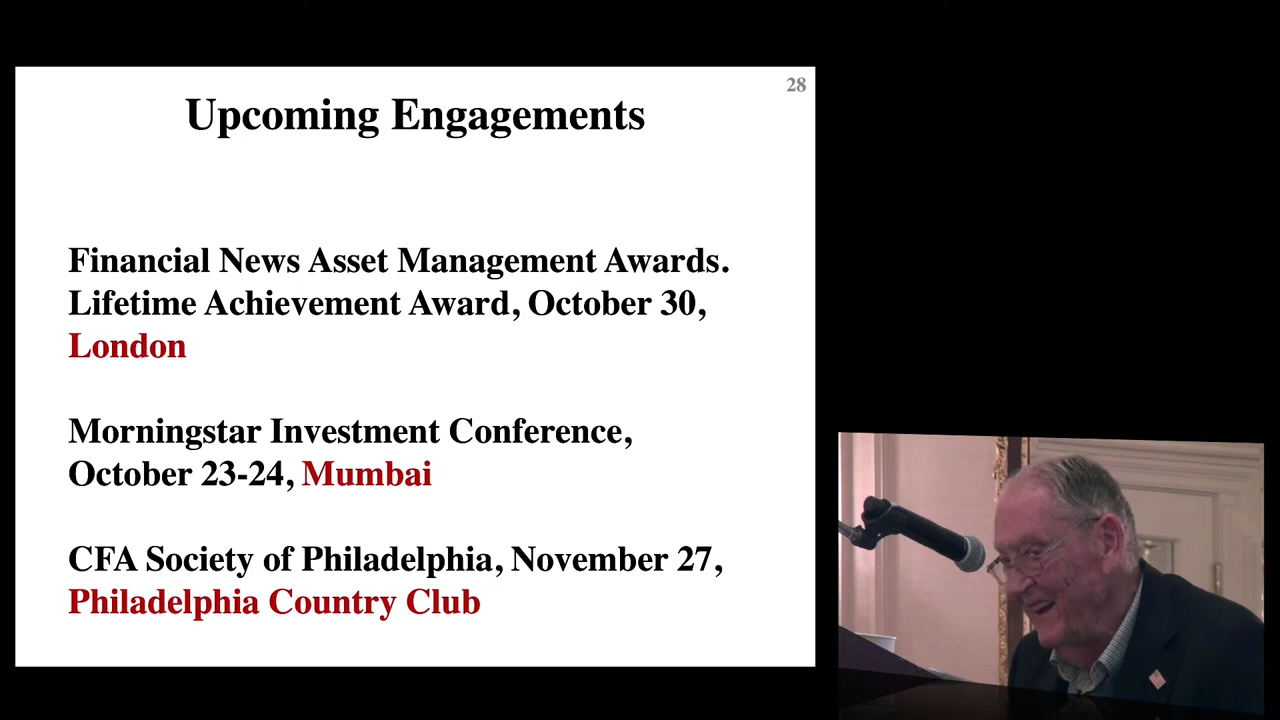 28
Upcoming Engagements
Financial News Asset Management Awards.
Lifetime Achievement Award, October 30,
London
Morningstar Investment Conference,
October 23-24, Mumbai
CFA Society of Philadelphia, November 27,
Philadelphia Country Club